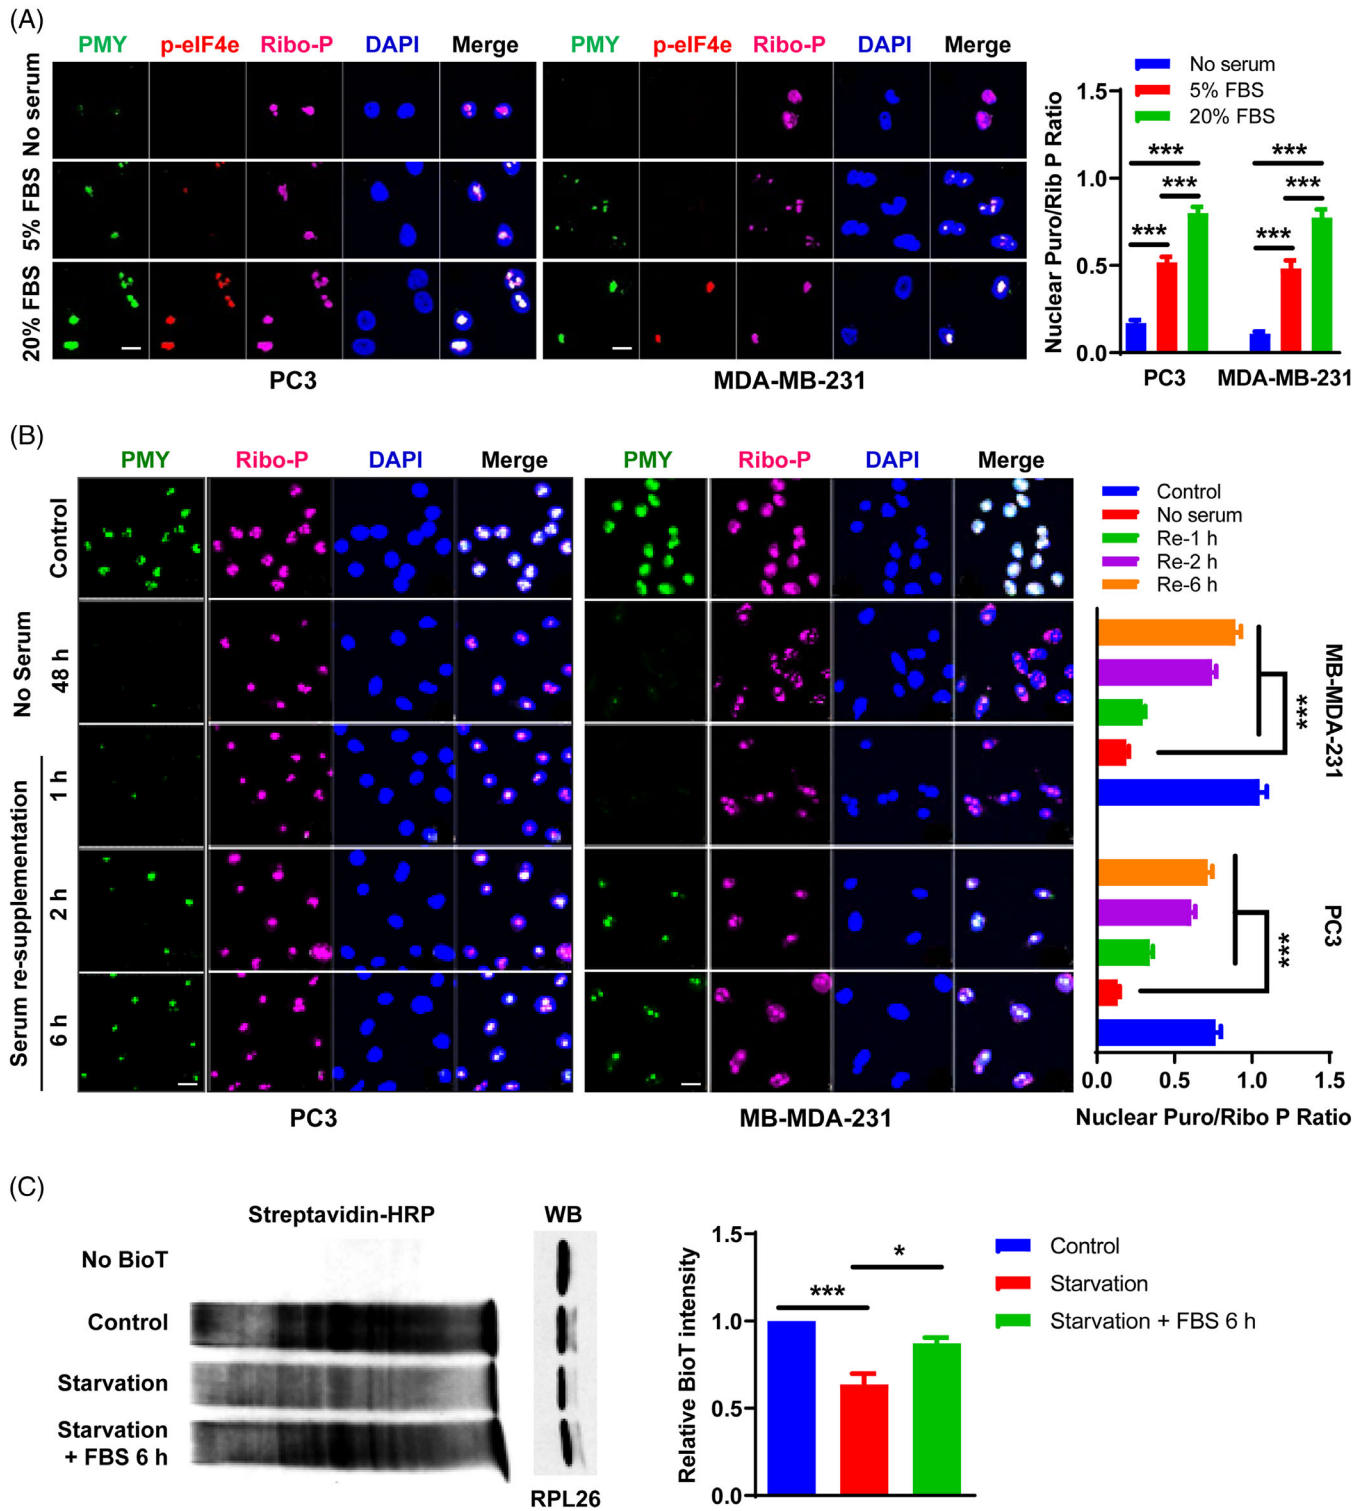 (A)
PMY p-eIF4e Ribo-P DAPI Merge PMY p-eIF4e Ribo-P DAPI Merge
No serum
5% FBS
20% FBS
PC3
MDA-MB-231
No serum
5% FBS
20% FBS
Nuclear Puro/Rib P Ratio
1.5
1.0
0.5
0.0
*** *** *** *** *** ***
PC3 MDA-MB-231
(B)
PMY Ribo-P DAPI Merge PMY Ribo-P DAPI Merge
Control
No Serum
48 h
Serum re-supplementation
1 h
2 h
6 h
PC3
MB-MDA-231
Control
No serum
Re-1 h
Re-2 h
Re-6 h
MB-MDA-231
***
PC3
***
0.0 0.5 1.0 1.5
Nuclear Puro/Ribo P Ratio
(C)
Streptavidin-HRP WB
No BioT
Control
Starvation
Starvation
+ FBS 6 h
RPL26
Relative BioT intensity
1.5
1.0
0.5
0.0
*** *
Control
Starvation
Starvation + FBS 6 h